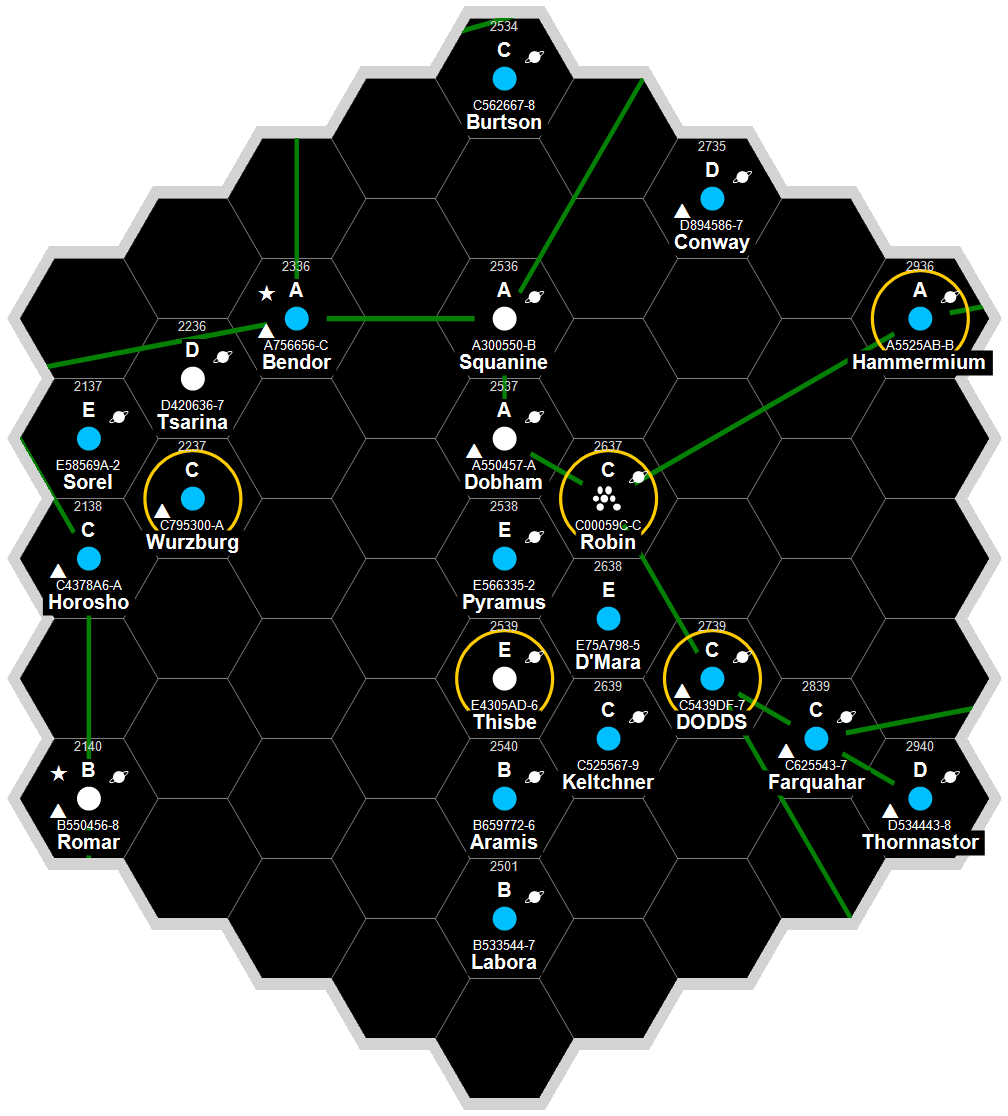 2534
C
C562667-8
Burtson
2735
D
D894586-7
Conway
2336
A
A756656-C
Bendor
2536
A
A300550-B
Squanine
2936
A
A5525AB-B
Hammermium
2236
D
D420636-7
Tsarina
2137
E
E58569A-2
Sorel
2537
A
A550457-A
Dobham
2237
C
C795300-A
Wurzburg
2637
C
C00059C-C
Robin
2138
C
C4378A6-A
Horosho
2538
E
E566335-2
Pyramus
2638
E
E75A798-5
D'Mara
2539
E
E4305AD-6
Thisbe
2739
C
C5439DF-7
DODDS
2639
C
C525567-9
Keltchner
2839
C
C625543-7
Farquahar
2140
B
B550456-8
Romar
2540
B
B659772-6
Aramis
2940
D
D534443-8
Thornnastor
2501
B
B533544-7
Labora